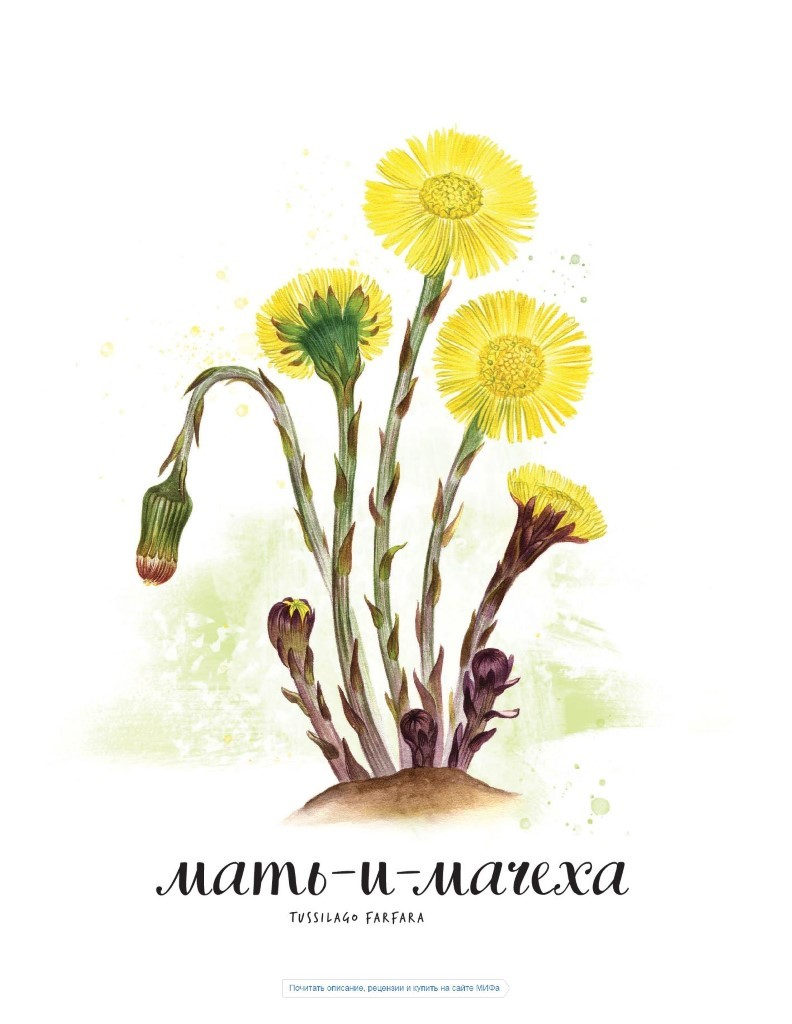 мать-и-мачеха
TUSSILAGO FARFARA
Почитать описание, рецензии и купить на сайте МИФа